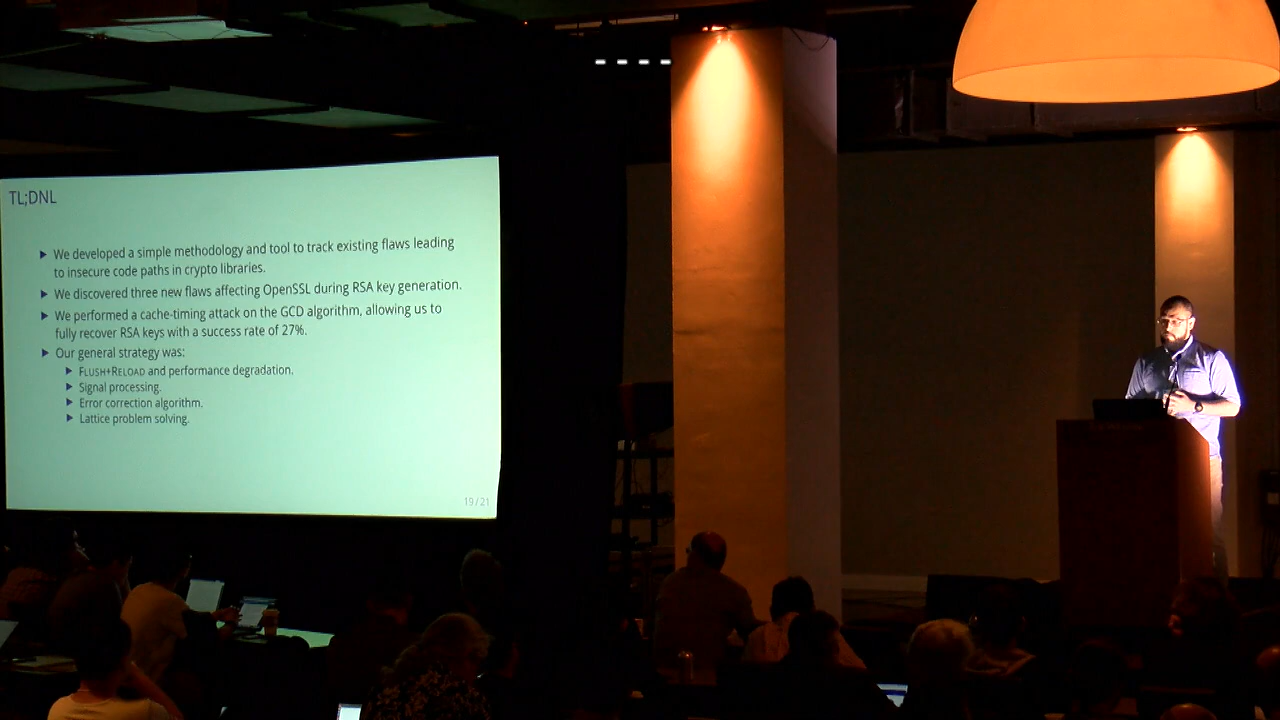 TL;DNL
▶ We developed a simple methodology and tool to track existing flaws leading
to insecure code paths in crypto libraries.
▶ We discovered three new flaws affecting OpenSSL during RSA key generation.
▶ We performed a cache-timing attack on the GCD algorithm, allowing us to
fully recover RSA keys with a success rate of 27%.
▶ Our general strategy was:
▶ FLUSH+RELOAD and performance degradation.
▶ Signal processing.
▶ Error correction algorithm.
▶ Lattice problem solving.
19 / 21